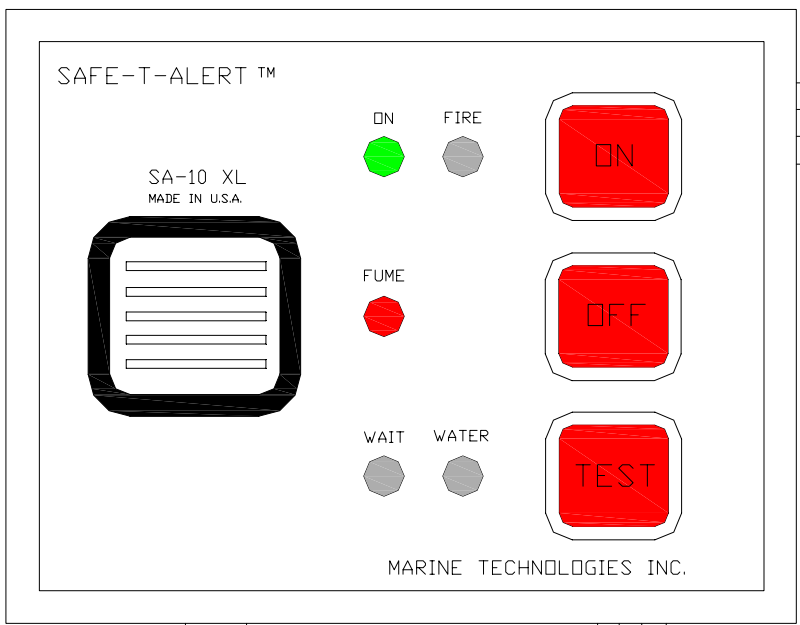 SAFE-T-ALERT ™
ON FIRE
ON
SA-10 XL
MADE IN U.S.A.
FUME
OFF
WAIT WATER
TEST
MARINE TECHNOLOGIES INC.